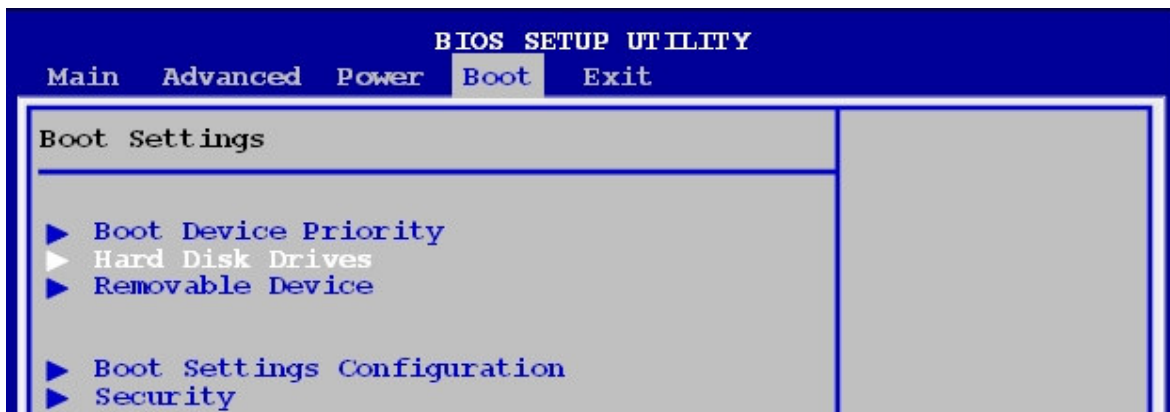 BIOS SETUP UTILITY
Main Advanced Power Boot Exit
Boot Settings
Boot Device Priority
Hard Disk Drives
Removable Device
Boot Settings Configuration
Security